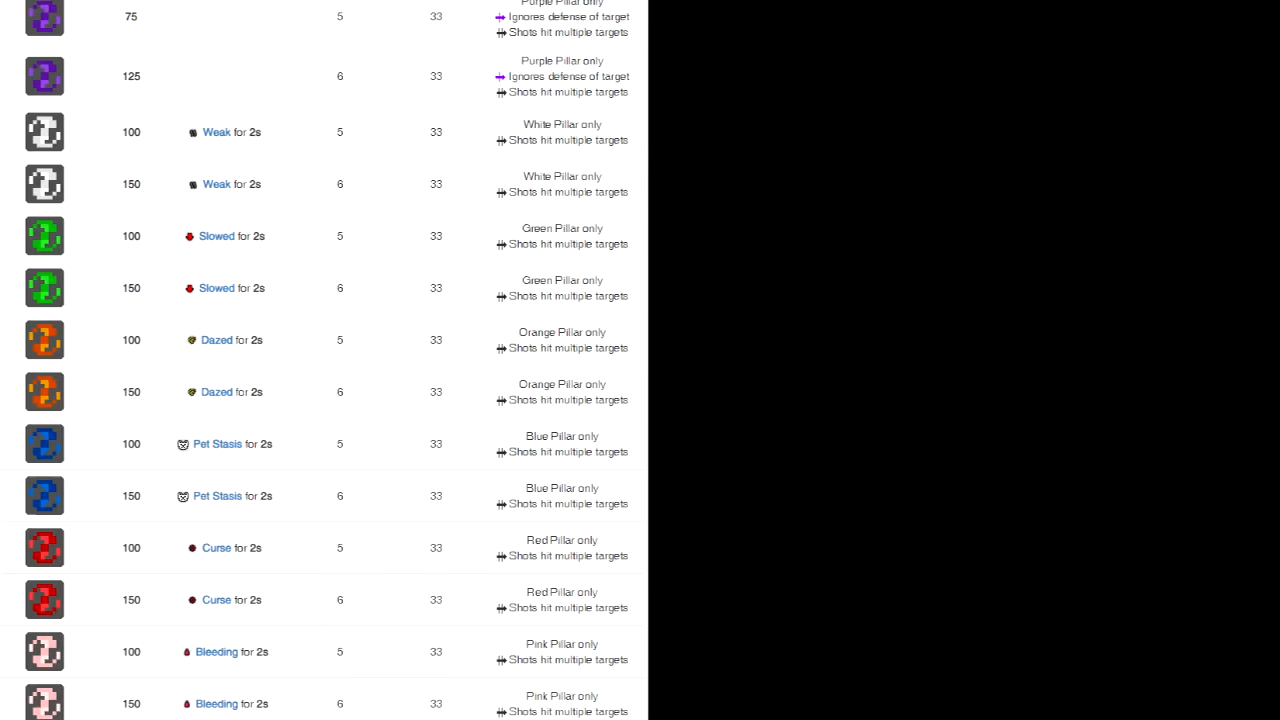 Purple Pillar only
75 5 33 Ignores defense of target
Shots hit multiple targets
Purple Pillar only
125 6 33 Ignores defense of target
Shots hit multiple targets
White Pillar only
100 Weak for 2s 5 33
Shots hit multiple targets
White Pillar only
150 Weak for 2s 6 33
Shots hit multiple targets
Green Pillar only
100 Slowed for 2s 5 33
Shots hit multiple targets
Green Pillar only
150 Slowed for 2s 6 33
Shots hit multiple targets
Orange Pillar only
100 Dazed for 2s 5 33
Shots hit multiple targets
Orange Pillar only
150 Dazed for 2s 6 33
Shots hit multiple targets
Blue Pillar only
100 Pet Stasis for 2s 5 33
Shots hit multiple targets
Blue Pillar only
150 Pet Stasis for 2s 6 33
Shots hit multiple targets
Red Pillar only
100 Curse for 2s 5 33
Shots hit multiple targets
Red Pillar only
150 Curse for 2s 6 33
Shots hit multiple targets
Pink Pillar only
100 Bleeding for 2s 5 33
Shots hit multiple targets
Pink Pillar only
150 Bleeding for 2s 6 33
Shots hit multiple targets